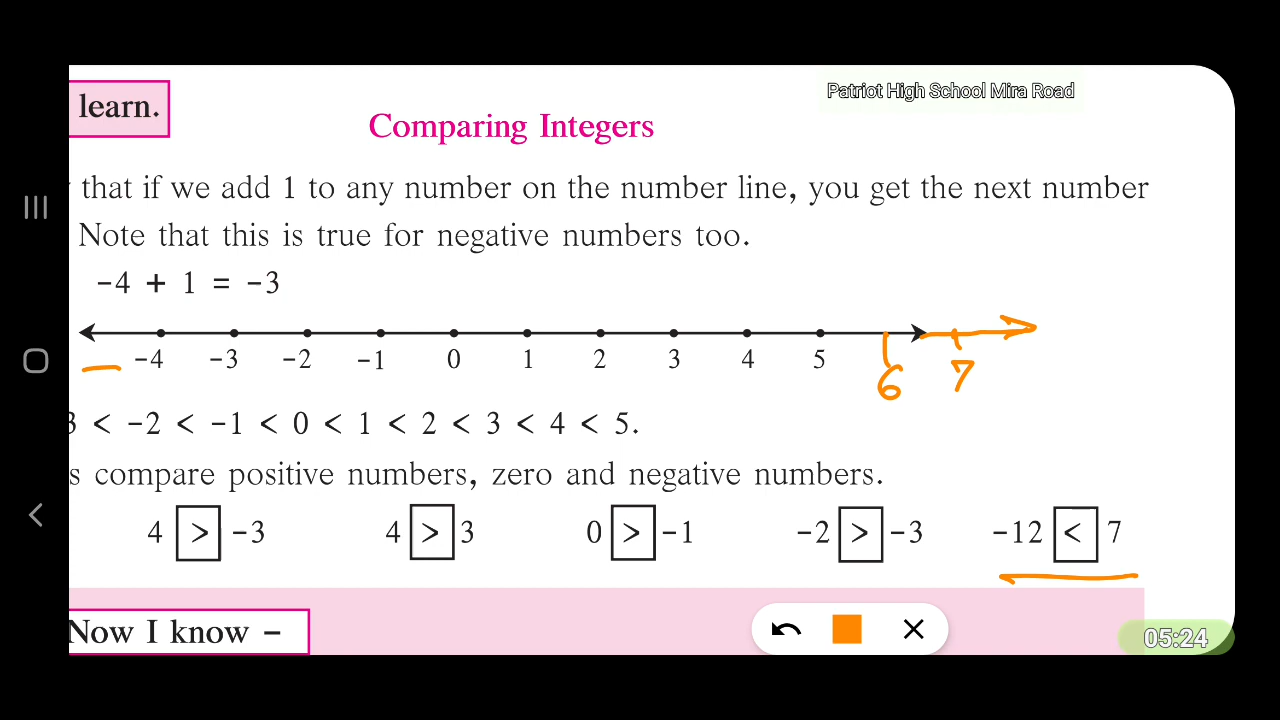 learn.
Patriot High School Mira Road
Comparing Integers
that if we add 1 to any number on the number line, you get the next number
Note that this is true for negative numbers too.
-4 + 1 = -3
-4 -3 -2 -1 0 1 2 3 4 5 6 7
3 < -2 < -1 < 0 < 1 < 2 < 3 < 4 < 5.
s compare positive numbers, zero and negative numbers.
4 > -3 4 > 3 0 > -1 -2 > -3 -12 < 7
Now I know -
05:24